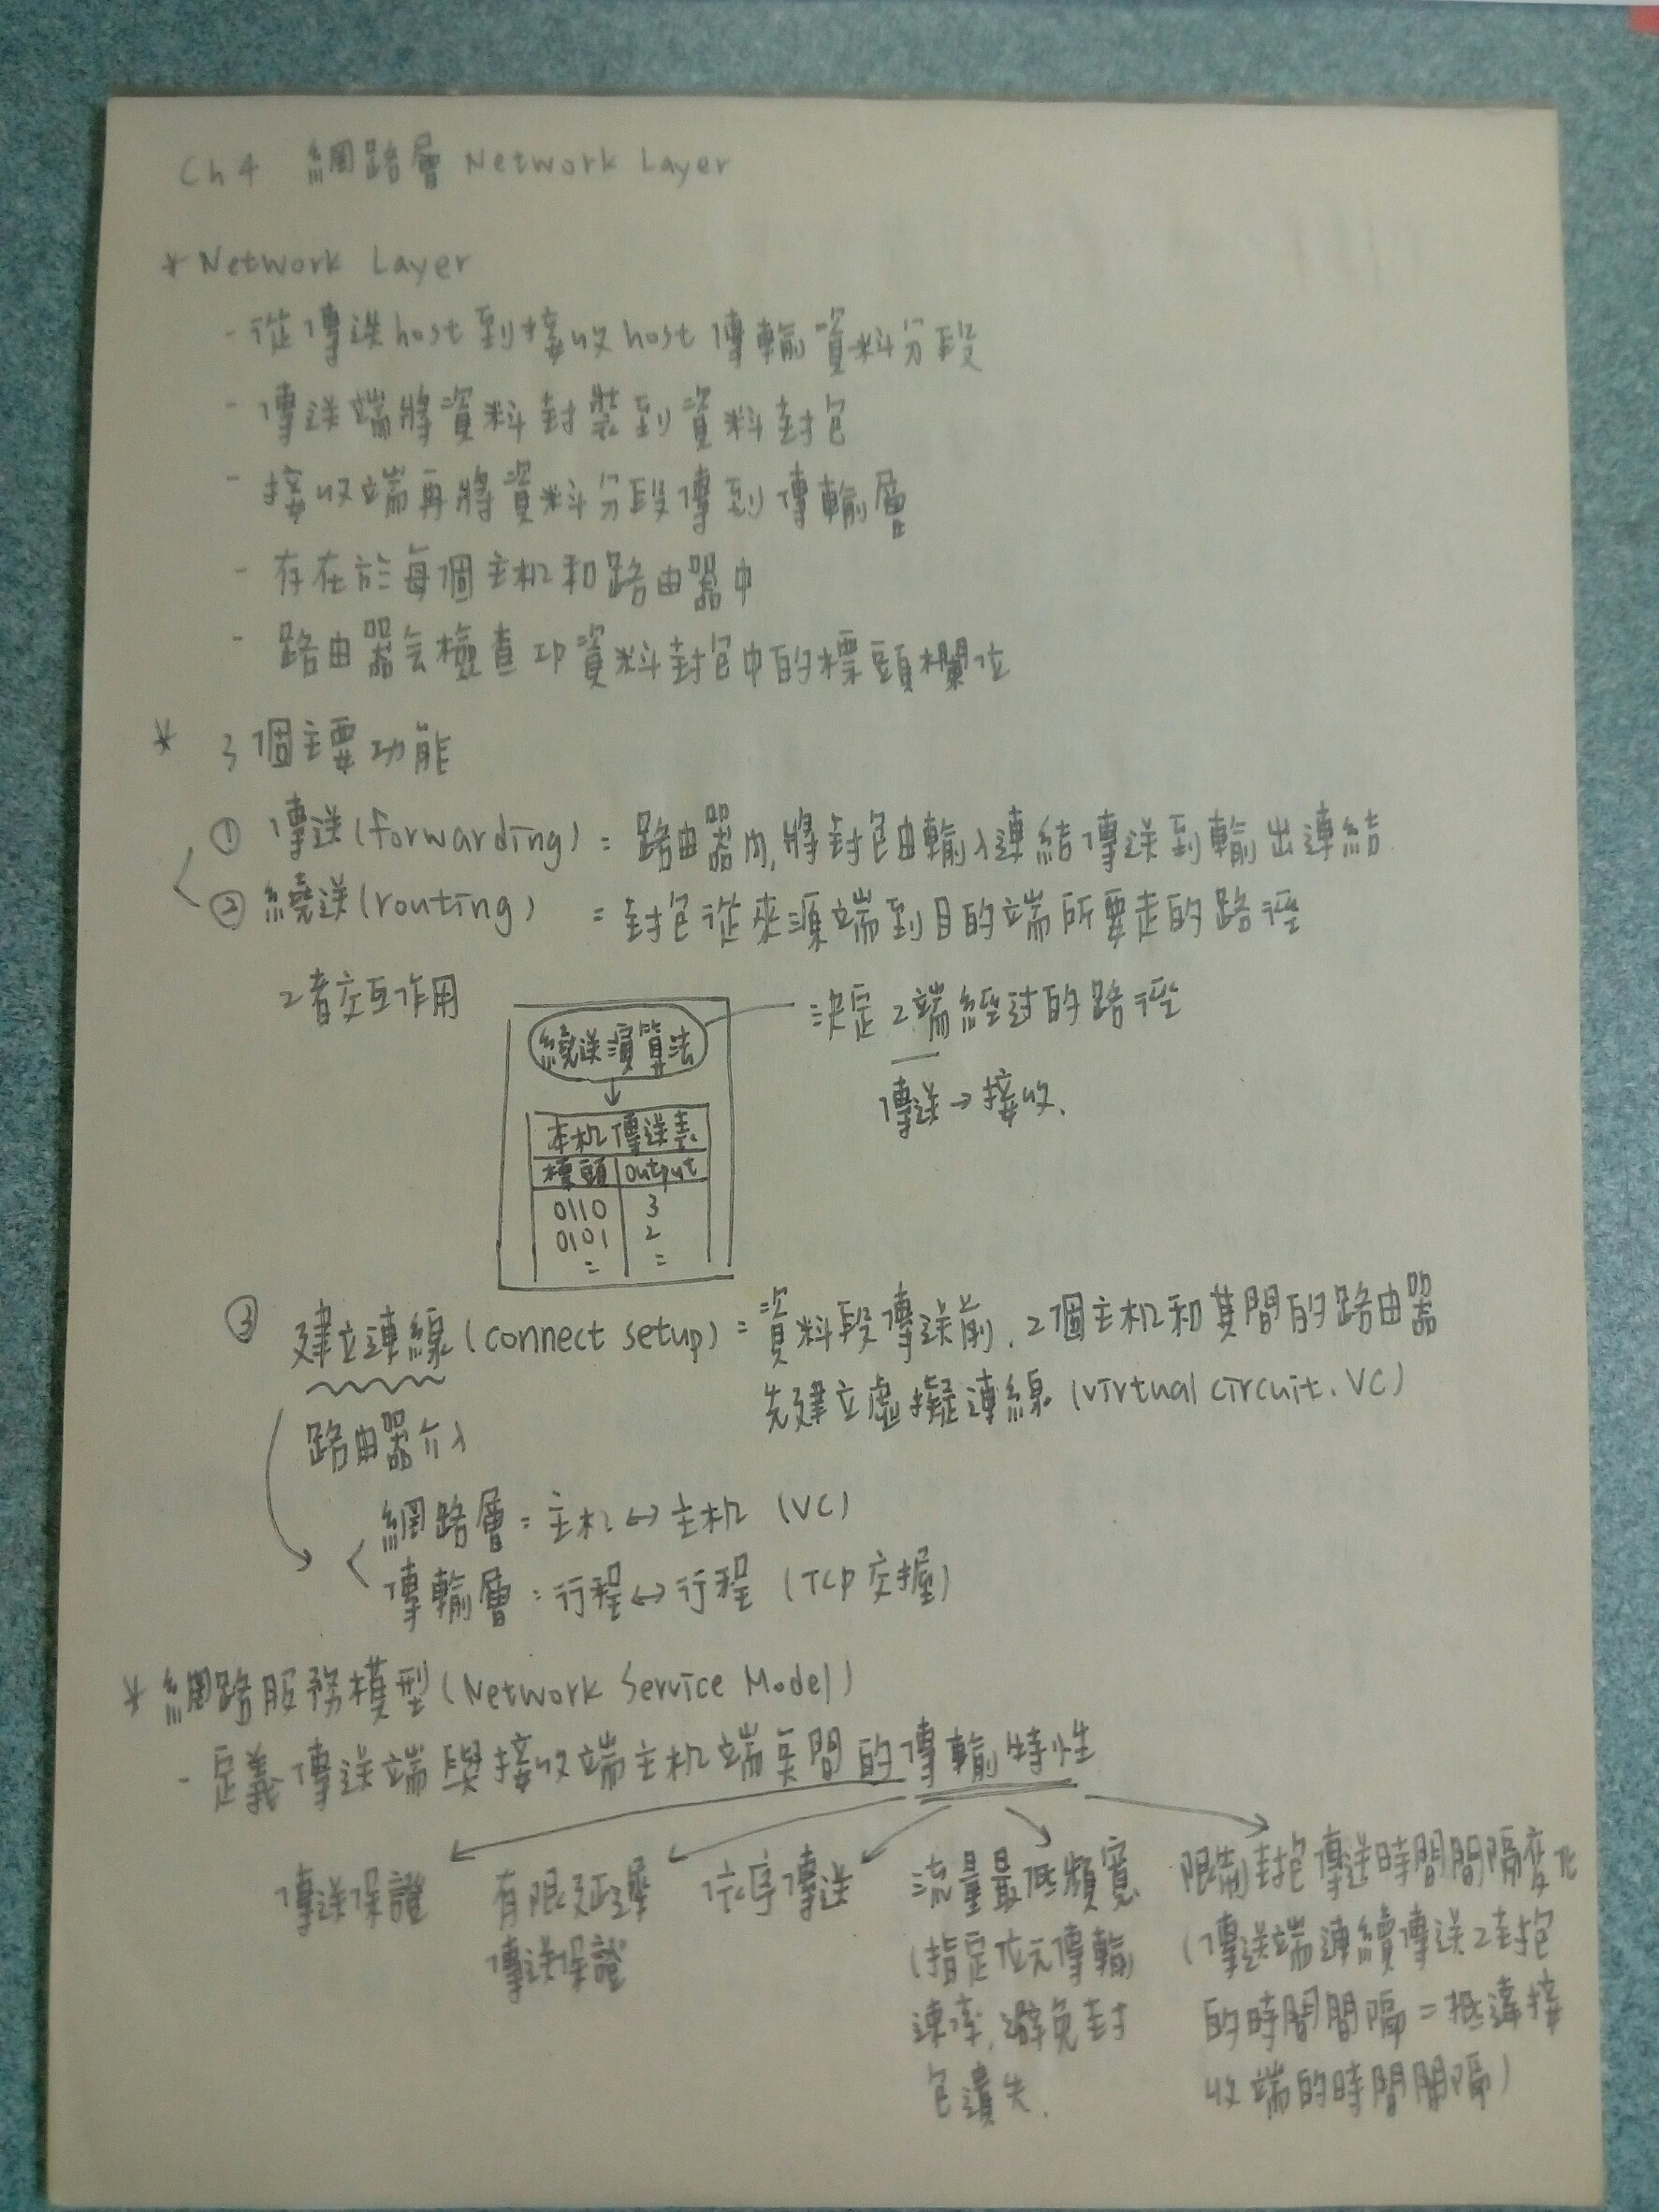 Ch4 網路層 Network Layer
* Network Layer
- 從傳送host到接收host傳輸資料分段
- 傳送端將資料封裝到資料封包
- 接收端再將資料分段傳到傳輸層
- 存在於每個主机和路由器中
- 路由器会檢查IP資料封包中的標頭欄位
* 3個主要功能
① 傳送(forwarding) = 路由器內,將封包由輸入連結傳送到輸出連結
② 繞送(routing) = 封包從來源端到目的端所要走的路徑
2者交互作用
繞送演算法
決定2端經过的路徑
傳送→接收.
本机傳送表
標頭 output
0110 3
0101 2
= =
③ 建立連線(connect setup) = 資料段傳送前.2個主机和其間的路由器
先建立虛擬連線(virtual circuit.VC)
路由器介入
網路層=主机↔主机 (VC)
傳輸層=行程↔行程 (TCP交握)
* 網路服務模型(Network Service Model)
- 定義傳送端與接收端主机端点間的傳輸特性
傳送保證
有限延遲
傳送保證
依序傳送
流量最低頻寬
(指定位元傳輸
速率,避免封
包遺失.
限制封包傳送時間間隔變化
(傳送端連續傳送2封包
的時間間隔=抵達接
收端的時間間隔)